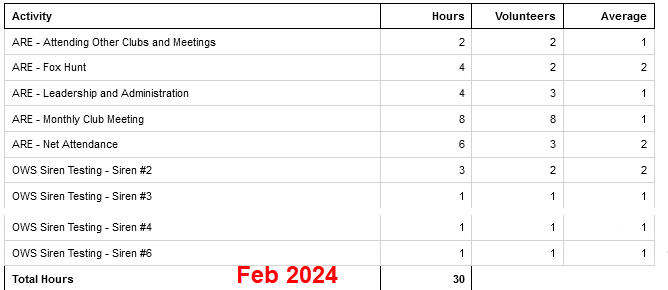 Activity Hours Volunteers Average
ARE - Attending Other Clubs and Meetings 2 2 1
ARE - Fox Hunt 4 2 2
ARE - Leadership and Administration 4 3 1
ARE - Monthly Club Meeting 8 8 1
ARE - Net Attendance 6 3 2
OWS Siren Testing - Siren #2 3 2 2
OWS Siren Testing - Siren #3 1 1 1
OWS Siren Testing - Siren #4 1 1 1
OWS Siren Testing - Siren #6 1 1 1
Total Hours Feb 2024 30